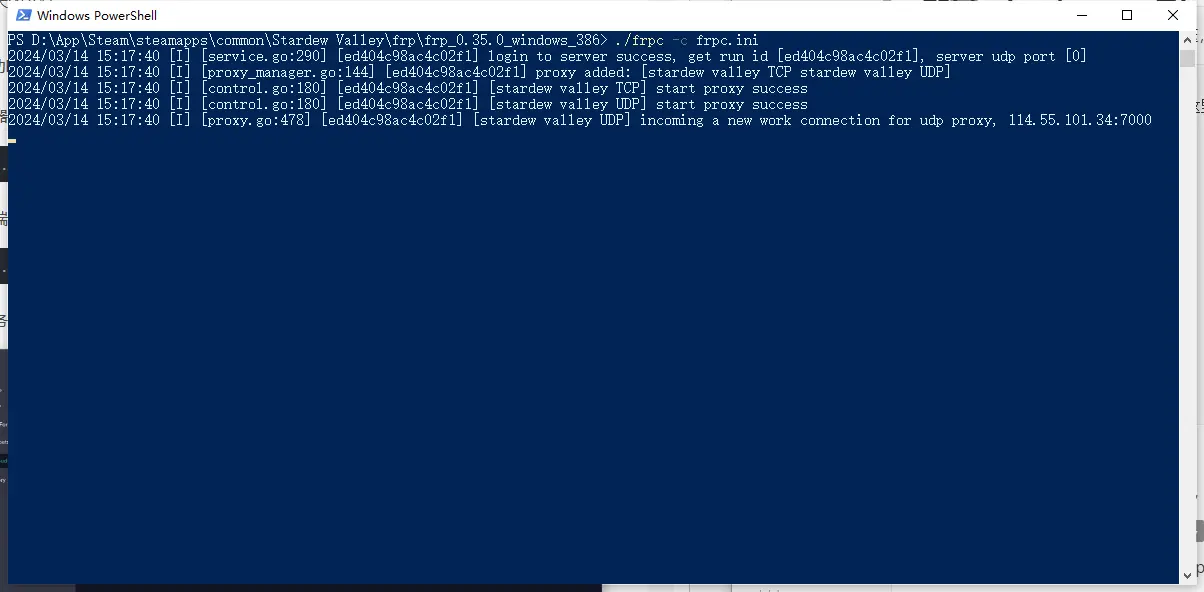 Windows PowerShell
PS D:\App\Steam\steamapps\common\Stardew Valley\frp\frp_0.35.0_windows_386> ./frpc -c frpc.ini
2024/03/14 15:17:40 [I] [service.go:290] [ed404c98ac4c02f1] login to server success, get run id [ed404c98ac4c02f1], server udp port [0]
2024/03/14 15:17:40 [I] [proxy_manager.go:144] [ed404c98ac4c02f1] proxy added: [stardew valley TCP stardew valley UDP]
2024/03/14 15:17:40 [I] [control.go:180] [ed404c98ac4c02f1] [stardew valley TCP] start proxy success
2024/03/14 15:17:40 [I] [control.go:180] [ed404c98ac4c02f1] [stardew valley UDP] start proxy success
2024/03/14 15:17:40 [I] [proxy.go:478] [ed404c98ac4c02f1] [stardew valley UDP] incoming a new work connection for udp proxy, 114.55.101.34:7000